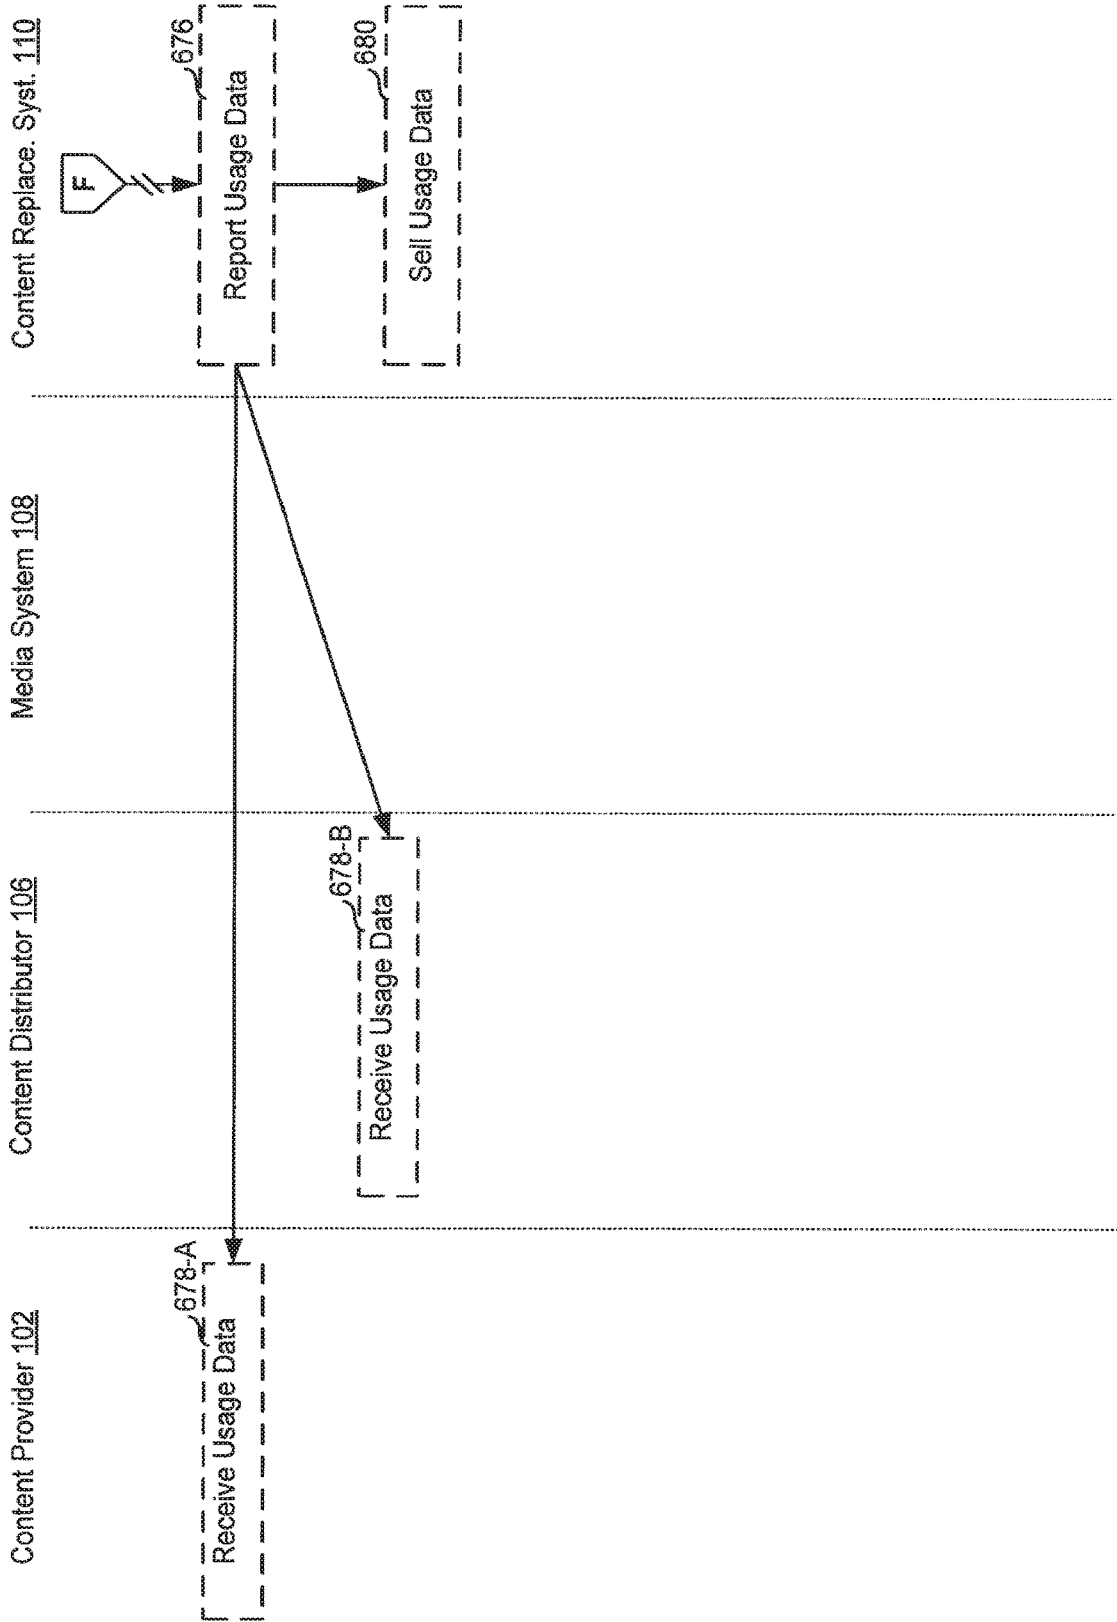 Content Provider 102
Content Distributor 106
Media System 108
Content Replace. Syst. 110
F
676
Report Usage Data
678-A
Receive Usage Data
678-B
Receive Usage Data
680
Sell Usage Data